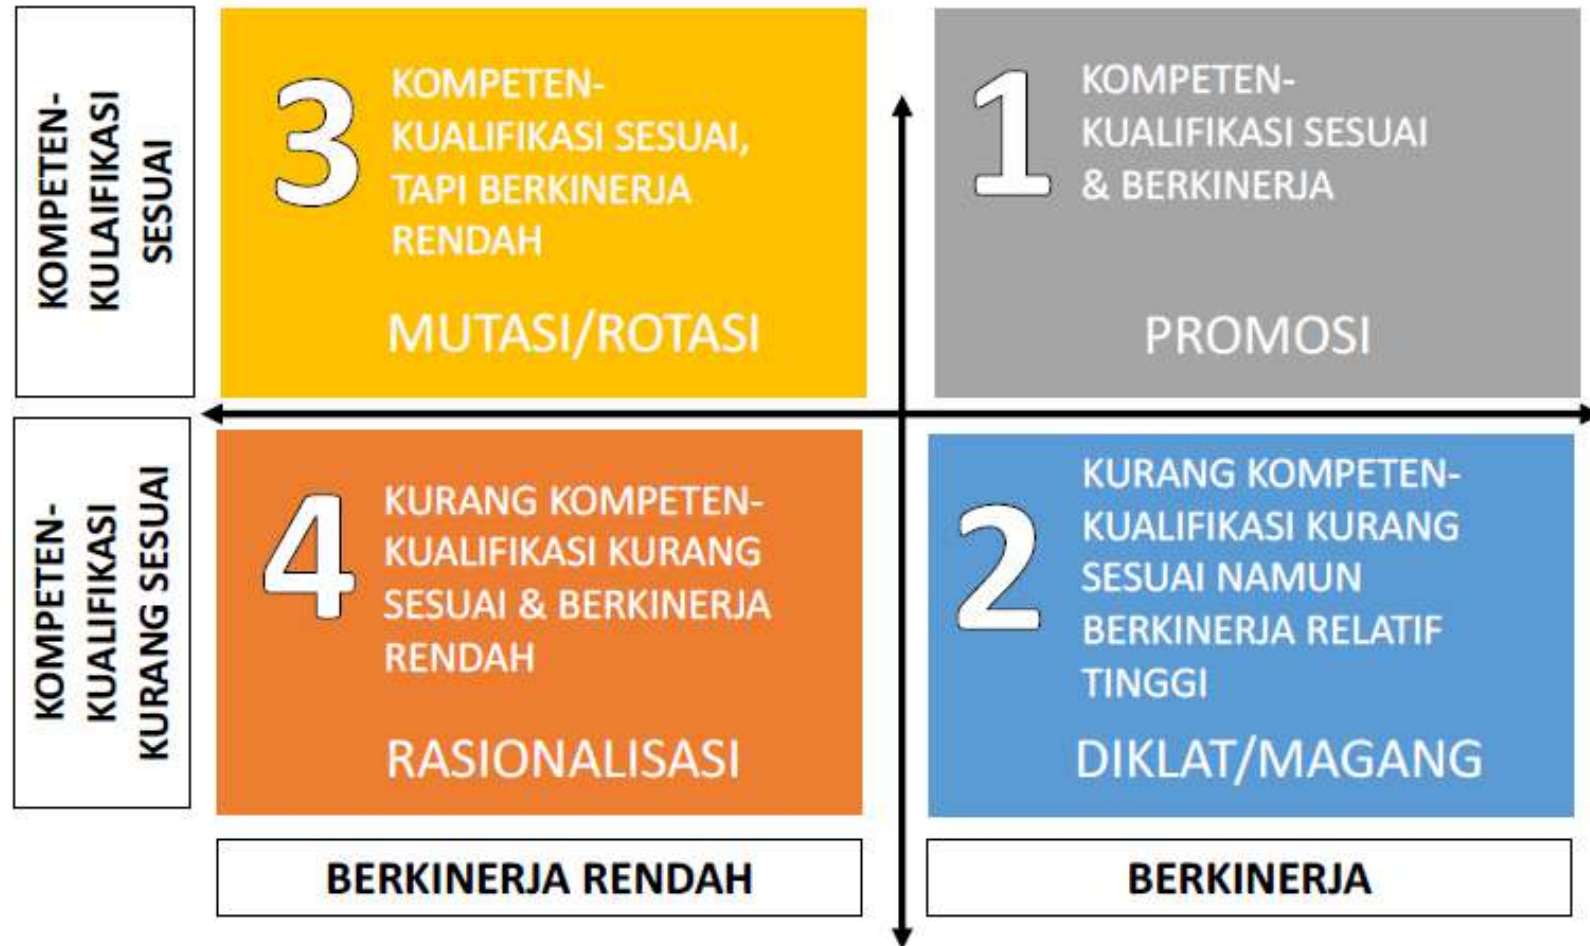 KOMPETEN-
KULAIFIKASI
SESUAI
3
KOMPETEN-
KUALIFIKASI SESUAI,
TAPI BERKINERJA
RENDAH
MUTASI/ROTASI
1
KOMPETEN-
KUALIFIKASI SESUAI
& BERKINERJA
PROMOSI
KOMPETEN-
KUALIFIKASI
KURANG SESUAI
4
KURANG KOMPETEN-
KUALIFIKASI KURANG
SESUAI & BERKINERJA
RENDAH
RASIONALISASI
2
KURANG KOMPETEN-
KUALIFIKASI KURANG
SESUAI NAMUN
BERKINERJA RELATIF
TINGGI
DIKLAT/MAGANG
BERKINERJA RENDAH
BERKINERJA